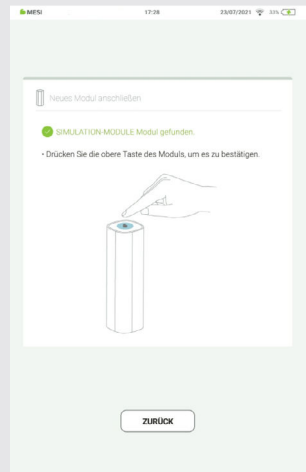 MESI 17:28 23/07/2021 33%
Neues Modul anschließen
SIMULATION-MODULE Modul gefunden.
• Drücken Sie die obere Taste des Moduls, um es zu bestätigen.
ZURÜCK